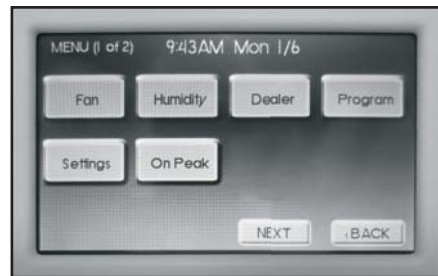 MENU (1 of 2) 9:43AM Mon 1/6
Fan Humidity Dealer Program
Settings On Peak
NEXT ‹BACK